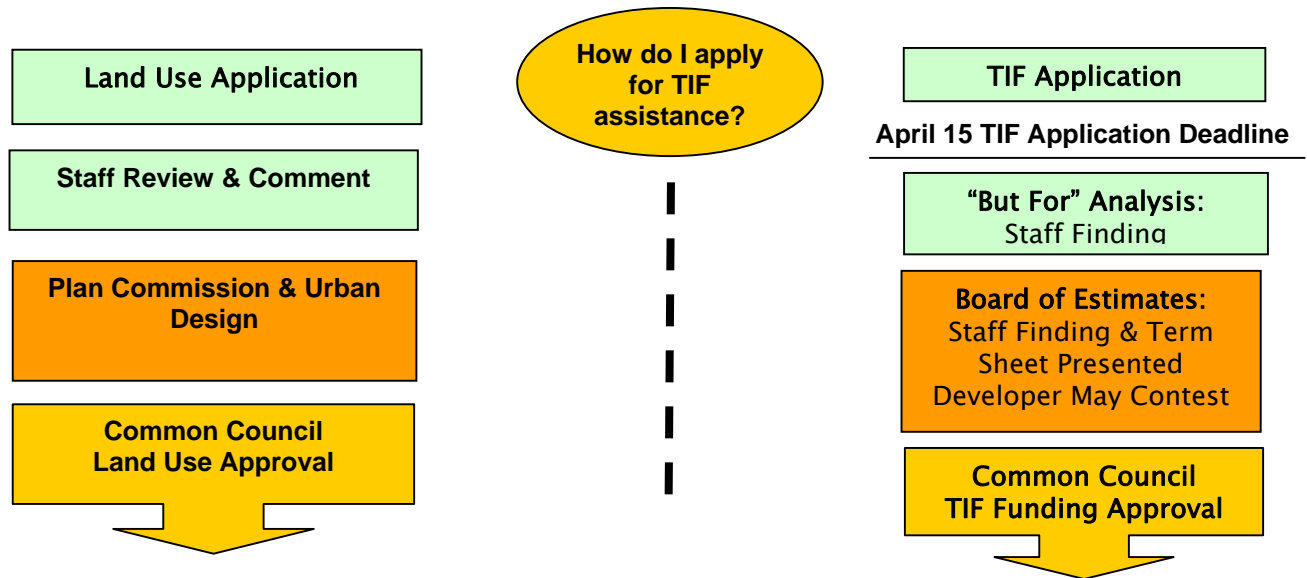 Land Use Application
Staff Review & Comment
Plan Commission & Urban
Design
Common Council
Land Use Approval
How do I apply
for TIF
assistance?
TIF Application
April 15 TIF Application Deadline
“But For” Analysis:
Staff Finding
Board of Estimates:
Staff Finding & Term
Sheet Presented
Developer May Contest
Common Council
TIF Funding Approval